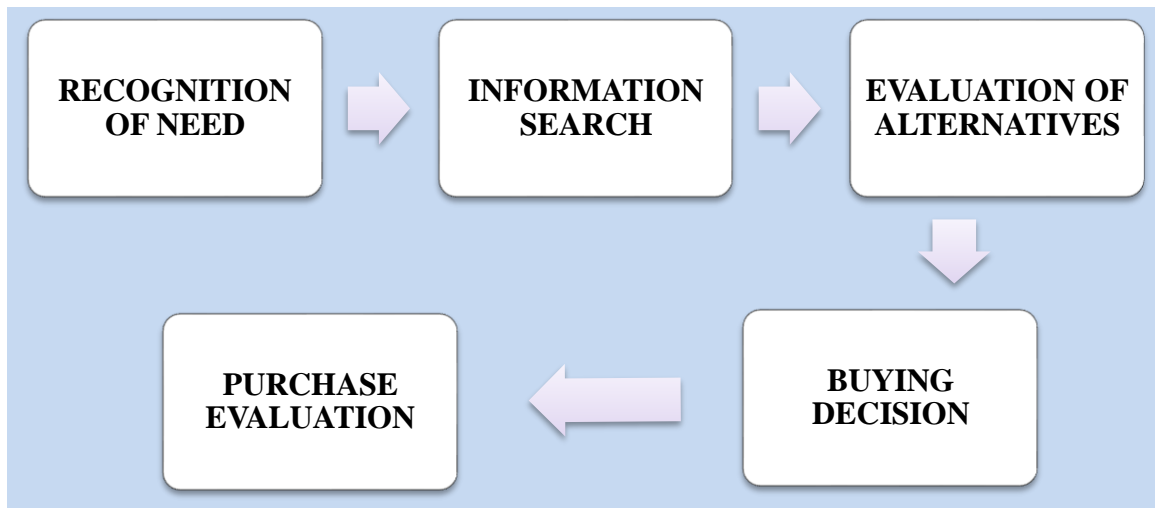 RECOGNITION
OF NEED
INFORMATION
SEARCH
EVALUATION OF
ALTERNATIVES
BUYING
DECISION
PURCHASE
EVALUATION